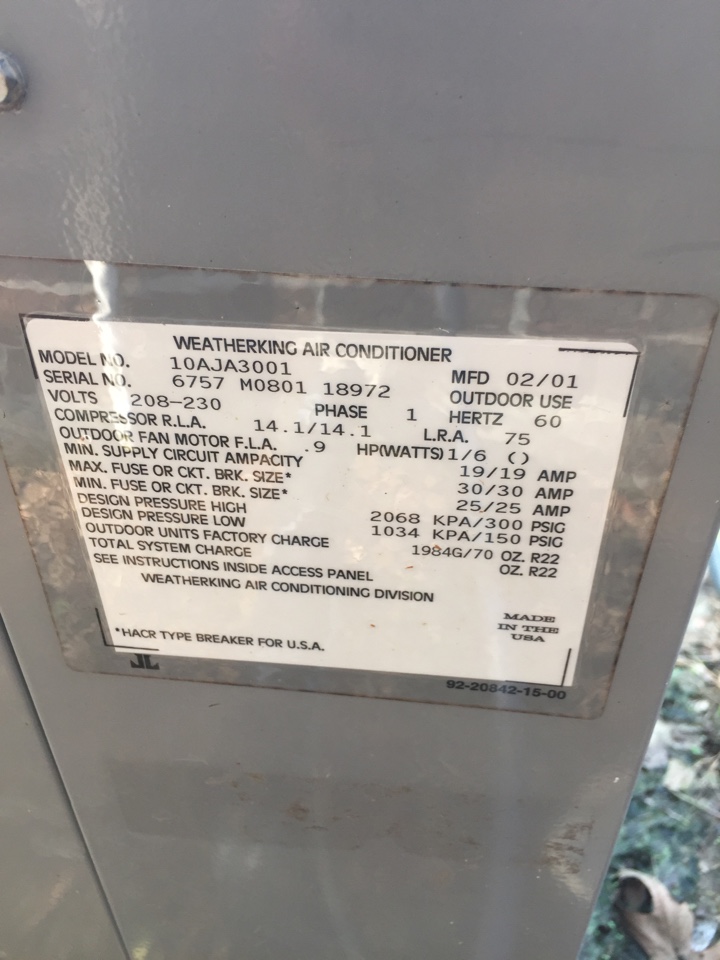 WEATHERKING AIR CONDITIONER
MODEL NO. 10AJA3001 MFD 02/01
SERIAL NO. 6757 M0801 18972 OUTDOOR USE
VOLTS 208-230 PHASE 1 HERTZ 60
COMPRESSOR R.L.A. 14.1/14.1 L.R.A. 75
OUTDOOR FAN MOTOR F.L.A. .9 HP(WATTS) 1/6 ()
MIN. SUPPLY CIRCUIT AMPACITY 19/19 AMP
MAX. FUSE OR CKT. BRK. SIZE* 30/30 AMP
MIN. FUSE OR CKT. BRK. SIZE* 25/25 AMP
DESIGN PRESSURE HIGH 2068 KPA/300 PSIG
DESIGN PRESSURE LOW 1034 KPA/150 PSIG
OUTDOOR UNITS FACTORY CHARGE 1984G/70 OZ. R22
TOTAL SYSTEM CHARGE OZ. R22
SEE INSTRUCTIONS INSIDE ACCESS PANEL
WEATHERKING AIR CONDITIONING DIVISION
MADE
IN THE
USA
*HACR TYPE BREAKER FOR U.S.A.
92-20842-15-00